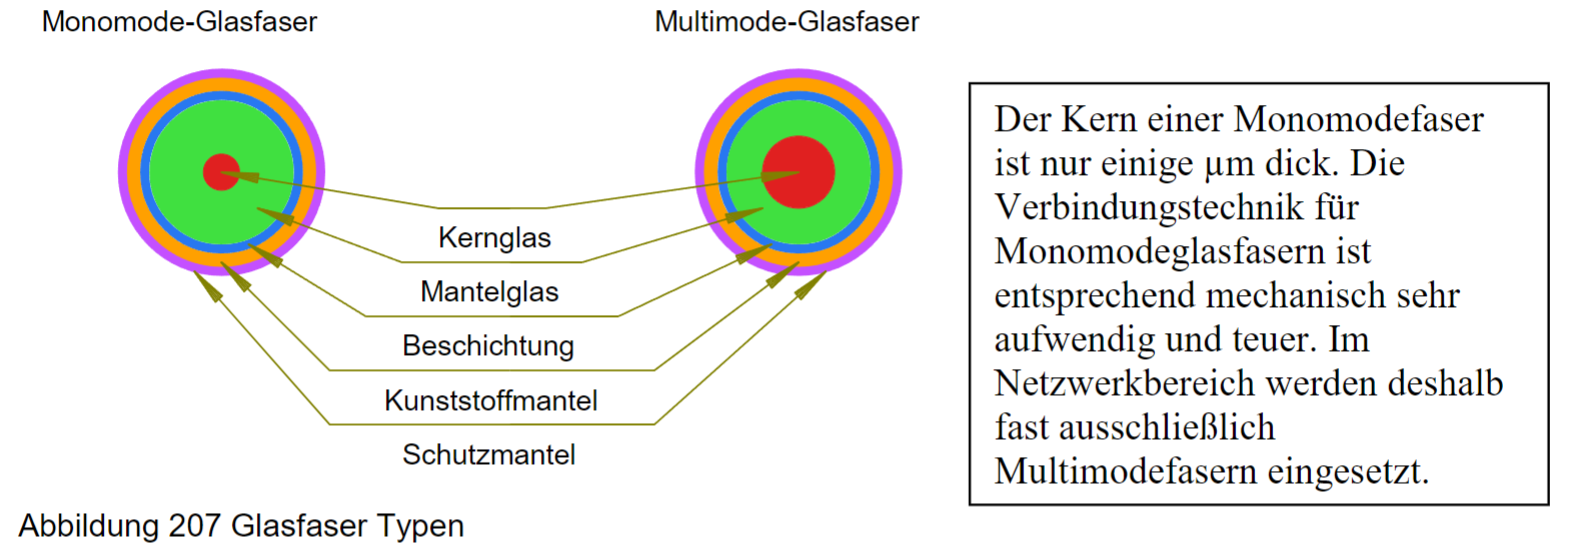 Monomode-Glasfaser
Multimode-Glasfaser
Kernglas
Mantelglas
Beschichtung
Kunststoffmantel
Schutzmantel
Der Kern einer Monomodefaser
ist nur einige µm dick. Die
Verbindungstechnik für
Monomodeglasfasern ist
entsprechend mechanisch sehr
aufwendig und teuer. Im
Netzwerkbereich werden deshalb
fast ausschließlich
Multimodefasern eingesetzt.
Abbildung 207 Glasfaser Typen